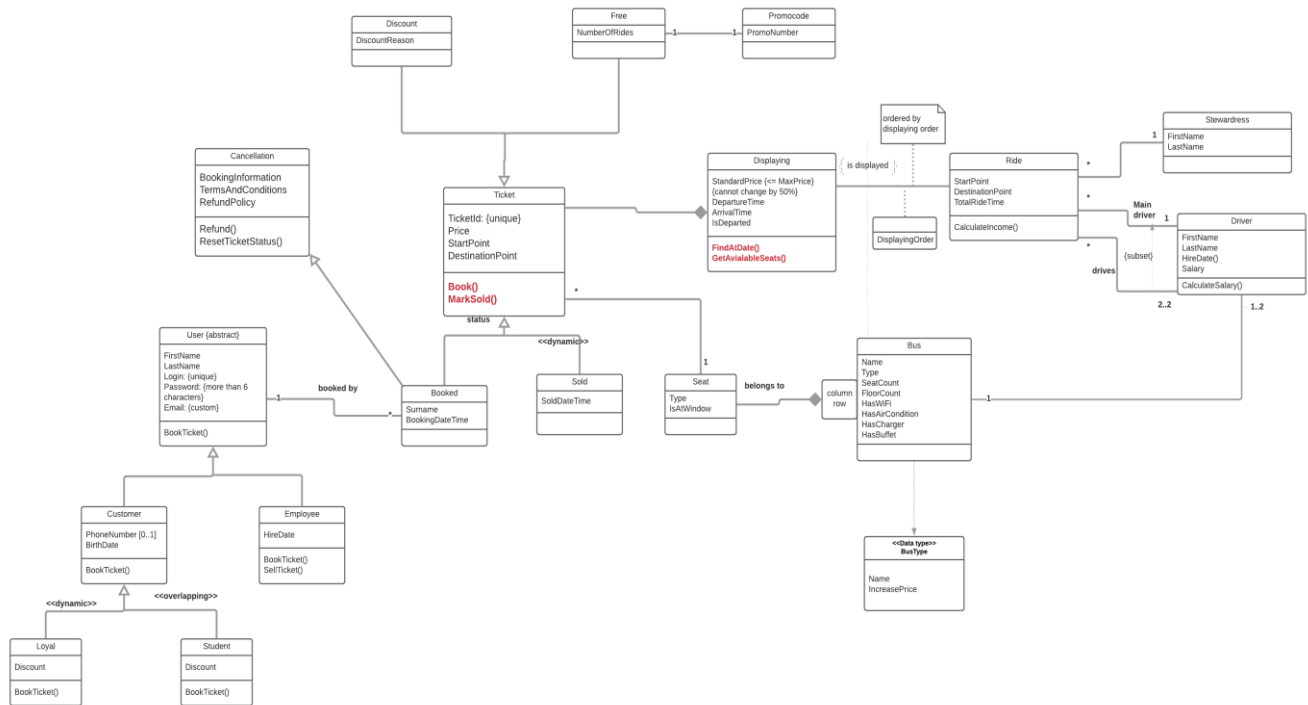 Discount
DiscountReason
Free
NumberOfRides
1
1
Promocode
PromoNumber
Cancellation
BookingInformation
TermsAndConditions
RefundPolicy
Refund()
ResetTicketStatus()
Ticket
TicketId: {unique}
Price
StartPoint
DestinationPoint
Book()
MarkSold()
status
<<dynamic>>
*
1
Displaying
StandardPrice {<= MaxPrice}
{cannot change by 50%}
DepartureTime
ArrivalTime
IsDeparted
FindAtDate()
GetAvialableSeats()
{ is displayed }
ordered by
displaying order
DisplayingOrder
Ride
StartPoint
DestinationPoint
TotalRideTime
CalculateIncome()
*
1
Stewardress
FirstName
LastName
*
Main
driver
1
*
drives
{subset}
2..2
Driver
FirstName
LastName
HireDate()
Salary
CalculateSalary()
1..2
User {abstract}
FirstName
LastName
Login: {unique}
Password: {more than 6
characters}
Email: {custom}
BookTicket()
1
booked by
*
Booked
Surname
BookingDateTime
Sold
SoldDateTime
Seat
Type
IsAtWindow
belongs to
column
row
Bus
Name
Type
SeatCount
FloorCount
HasWiFi
HasAirCondition
HasCharger
HasBuffet
1
Customer
PhoneNumber [0..1]
BirthDate
BookTicket()
Employee
HireDate
BookTicket()
SellTicket()
<<dynamic>>
<<overlapping>>
<<Data type>>
BusType
Name
IncreasePrice
Loyal
Discount
BookTicket()
Student
Discount
BookTicket()